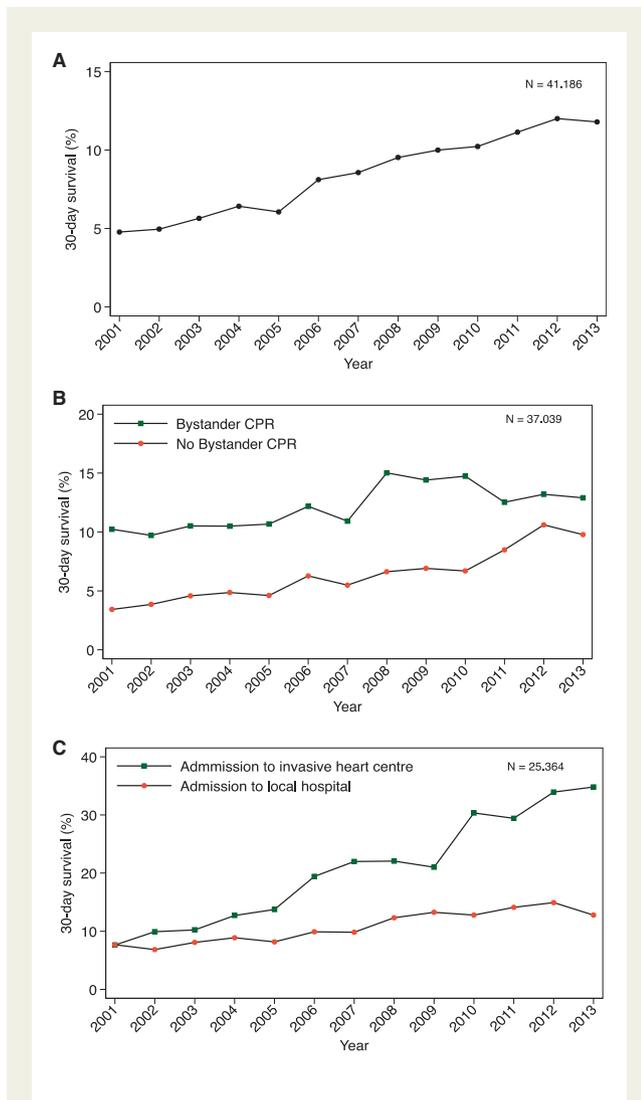 A
15
10
5
0
30-day survival (%)
N = 41.186
2001 2002 2003 2004 2005 2006 2007 2008 2009 2010 2011 2012 2013
Year
B
20
15
10
5
0
30-day survival (%)
Bystander CPR
No Bystander CPR
N = 37.039
2001 2002 2003 2004 2005 2006 2007 2008 2009 2010 2011 2012 2013
Year
C
40
30
20
10
0
30-day survival (%)
Admmission to invasive heart centre
Admission to local hospital
N = 25.364
2001 2002 2003 2004 2005 2006 2007 2008 2009 2010 2011 2012 2013
Year